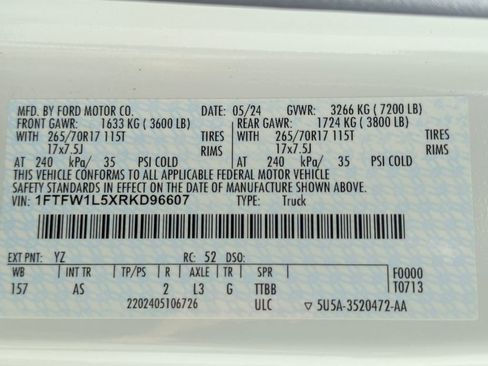 MFD. BY FORD MOTOR CO. DATE: 05/24 GVWR: 3266 KG ( 7200 LB)
FRONT GAWR: 1633 KG ( 3600 LB) REAR GAWR: 1724 KG ( 3800 LB)
WITH 265/70R17 115T TIRES WITH 265/70R17 115T TIRES
17x7.5J RIMS 17x7.5J RIMS
AT 240 kPa/ 35 PSI COLD AT 240 kPa/ 35 PSI COLD
THIS VEHICLE CONFORMS TO ALL APPLICABLE FEDERAL MOTOR VEHICLE
SAFETY STANDARDS IN EFFECT ON THE DATE OF MANUFACTURE SHOWN ABOVE.
VIN: 1FTFW1L5XRKD96607 TYPE: Truck
EXT PNT: YZ RC: 52 DSO:
WB INT TR TP/PS R AXLE TR SPR F0000
157 AS 2 L3 G TTBB T0713
2202405106726 ULC 5U5A-3520472-AA